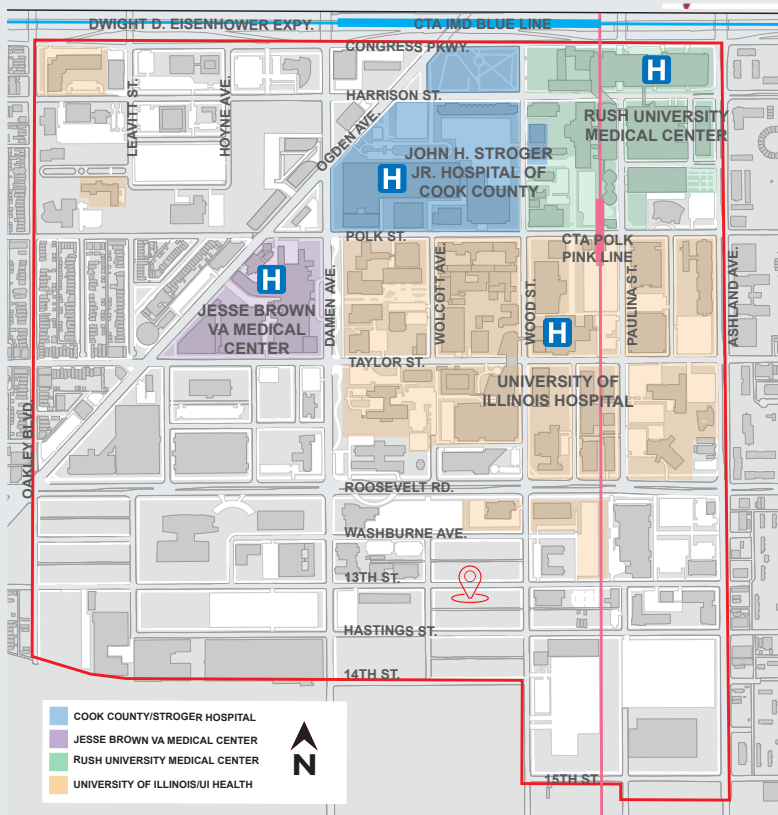 DWIGHT D. EISENHOWER EXPY.
CTA IMD BLUE LINE
CONGRESS PKWY.
H
HARRISON ST.
LEAVITT ST.
HOYNE AVE.
OGDEN AVE.
RUSH UNIVERSITY
MEDICAL CENTER
H
JOHN H. STROGER
JR. HOSPITAL OF
COOK COUNTY
POLK ST.
CTA POLK
PINK LINE
H
JESSE BROWN
VA MEDICAL
CENTER
DAMEN AVE.
WOLCOTT AVE.
WOOD ST.
H
PAULINA ST.
ASHLAND AVE.
TAYLOR ST.
UNIVERSITY OF
ILLINOIS HOSPITAL
OAKLEY BLVD.
ROOSEVELT RD.
WASHBURNE AVE.
13TH ST.
HASTINGS ST.
14TH ST.
15TH ST.
COOK COUNTY/STROGER HOSPITAL
JESSE BROWN VA MEDICAL CENTER
RUSH UNIVERSITY MEDICAL CENTER
UNIVERSITY OF ILLINOIS/UI HEALTH
N